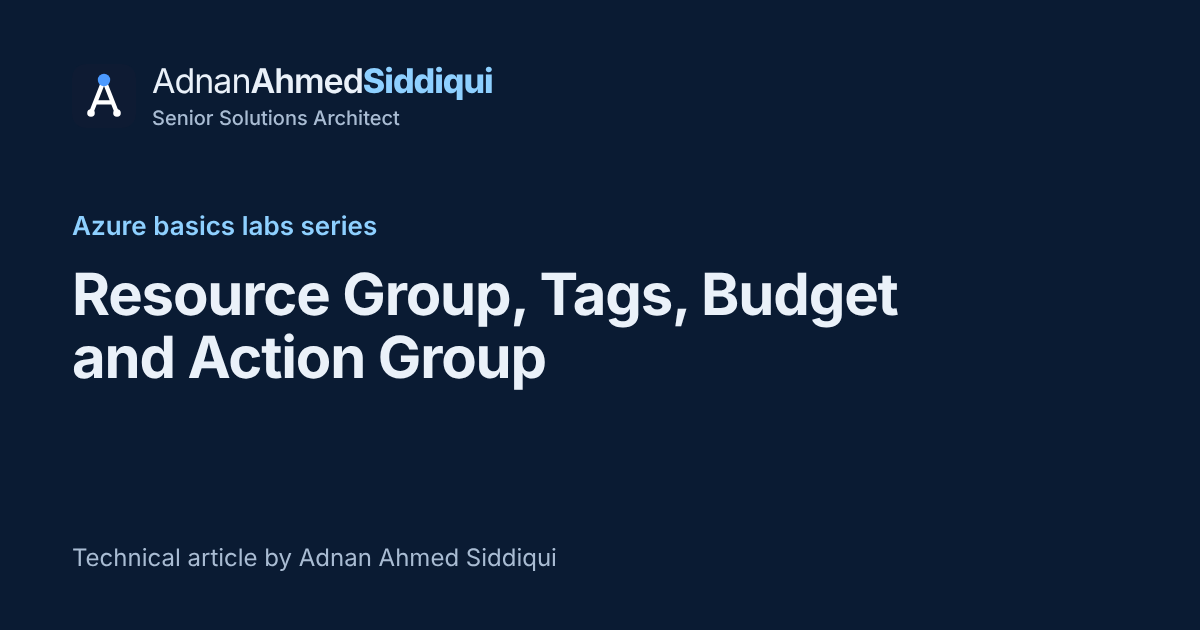 AdnanAhmedSiddiqui
Senior Solutions Architect
Azure basics labs series
Resource Group, Tags, Budget
and Action Group
Technical article by Adnan Ahmed Siddiqui